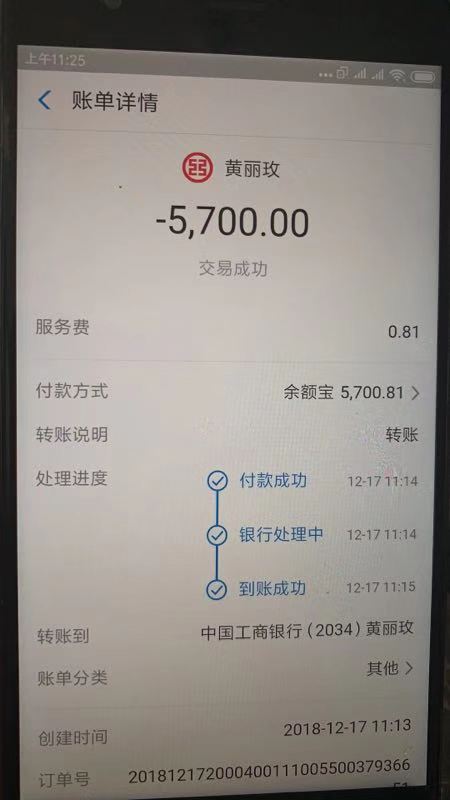 上午11:25
账单详情
黄丽玫
-5,700.00
交易成功
服务费 0.81
付款方式 余额宝 5,700.81
转账说明 转账
处理进度 付款成功 12-17 11:14
银行处理中 12-17 11:14
到账成功 12-17 11:15
转账到 中国工商银行(2034)黄丽玫
账单分类 其他
创建时间 2018-12-17 11:13
订单号 201812172000400111005500379366